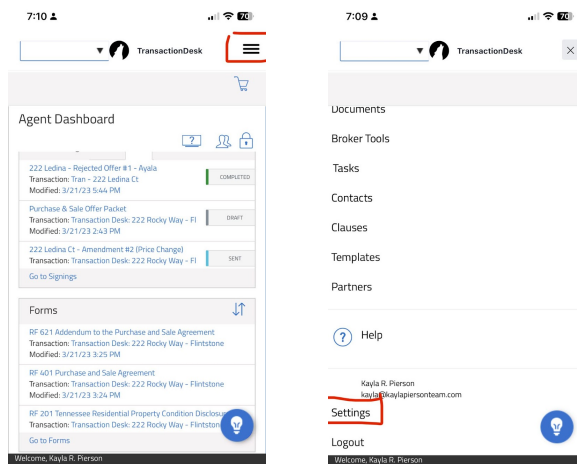 7:10
70
TransactionDesk
Agent Dashboard
?
222 Ledina - Rejected Offer #1 - Ayala
Transaction: Tran - 222 Ledina Ct
Modified: 3/21/23 5:44 PM
COMPLETED
Purchase & Sale Offer Packet
Transaction: Transaction Desk: 222 Rocky Way - Fl
Modified: 3/21/23 2:43 PM
DRAFT
222 Ledina Ct - Amendment #2 (Price Change)
Transaction: Transaction Desk: 222 Rocky Way - Fl
SENT
Go to Signings
Forms
RF 621 Addendum to the Purchase and Sale Agreement
Transaction: Transaction Desk: 222 Rocky Way - Flintstone
Modified: 3/21/23 3:25 PM
RF 401 Purchase and Sale Agreement
Transaction: Transaction Desk: 222 Rocky Way - Flintstone
Modified: 3/21/23 3:24 PM
RF 201 Tennessee Residential Property Condition Disclosu
Transaction: Transaction Desk: 222 Rocky Way - Flintston
Go to Forms
Welcome, Kayla R. Pierson
7:09
70
TransactionDesk
Documents
Broker Tools
Tasks
Contacts
Clauses
Templates
Partners
? Help
Kayla R. Pierson
kayla@kaylapiersonteam.com
Settings
Logout
Welcome, Kayla R. Pierson